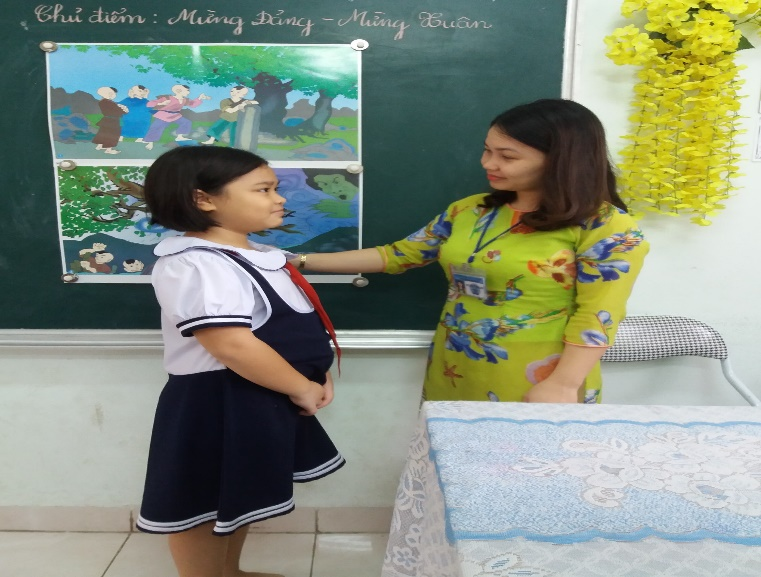 Chủ điểm : Mừng Đảng - Mừng Xuân